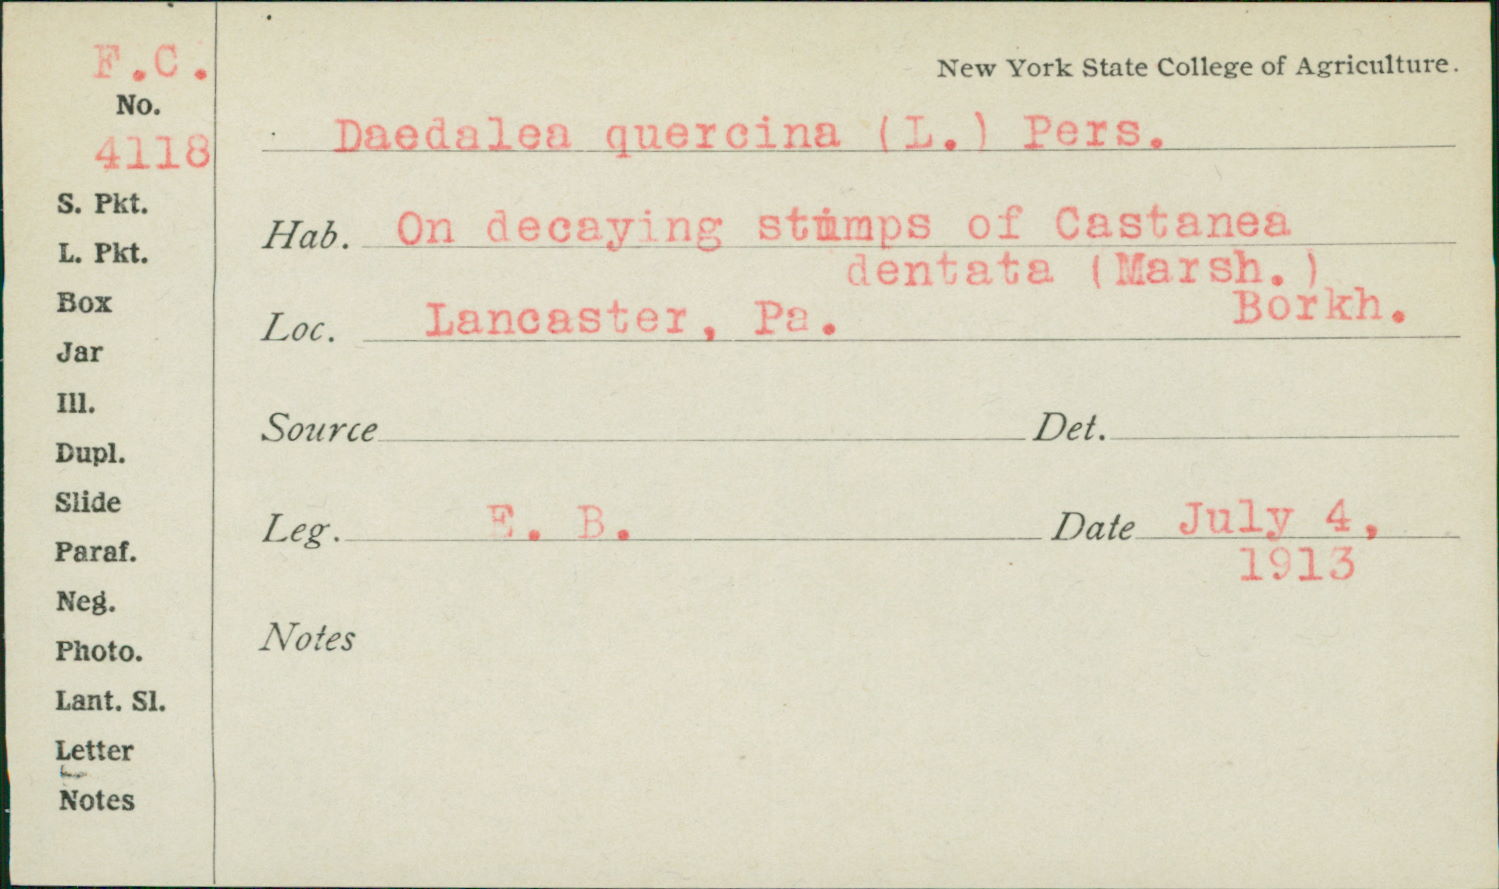 F.C.
No.
4118
S. Pkt.
L. Pkt.
Box
Jar
Ill.
Dupl.
Slide
Paraf.
Neg.
Photo.
Lant. Sl.
Letter
Notes
New York State College of Agriculture.
Daedalea quercina (L.) Pers.
Hab. On decaying stumps of Castanea
dentata (Marsh.)
Borkh.
Loc. Lancaster, Pa.
Source Det.
Leg. E. B. Date July 4,
1913
Notes